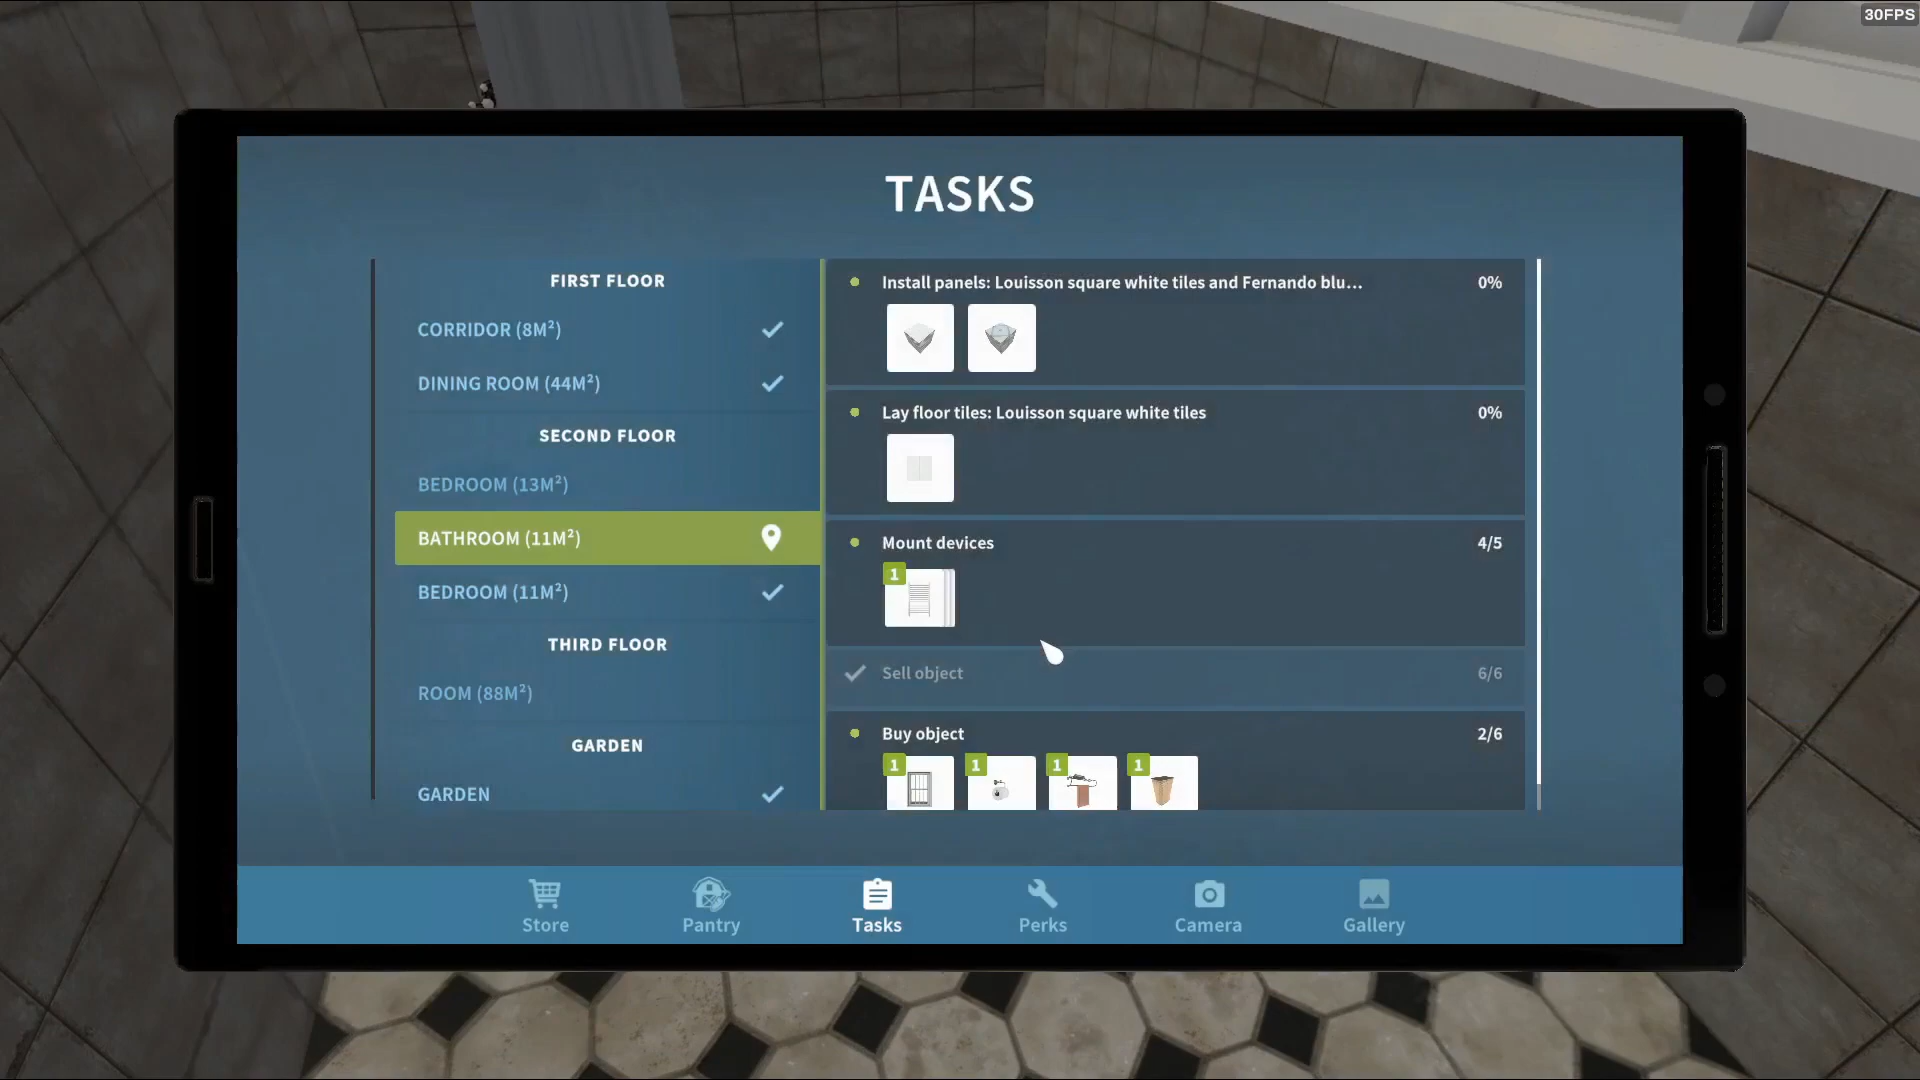 30FPS
TASKS
FIRST FLOOR
CORRIDOR (8M²)
DINING ROOM (44M²)
SECOND FLOOR
BEDROOM (13M²)
BATHROOM (11M²)
BEDROOM (11M²)
THIRD FLOOR
ROOM (88M²)
GARDEN
GARDEN
Install panels: Louisson square white tiles and Fernando blu... 0%
Lay floor tiles: Louisson square white tiles 0%
Mount devices 4/5
1
Sell object 6/6
Buy object 2/6
1 1 1 1
Store Pantry Tasks Perks Camera Gallery